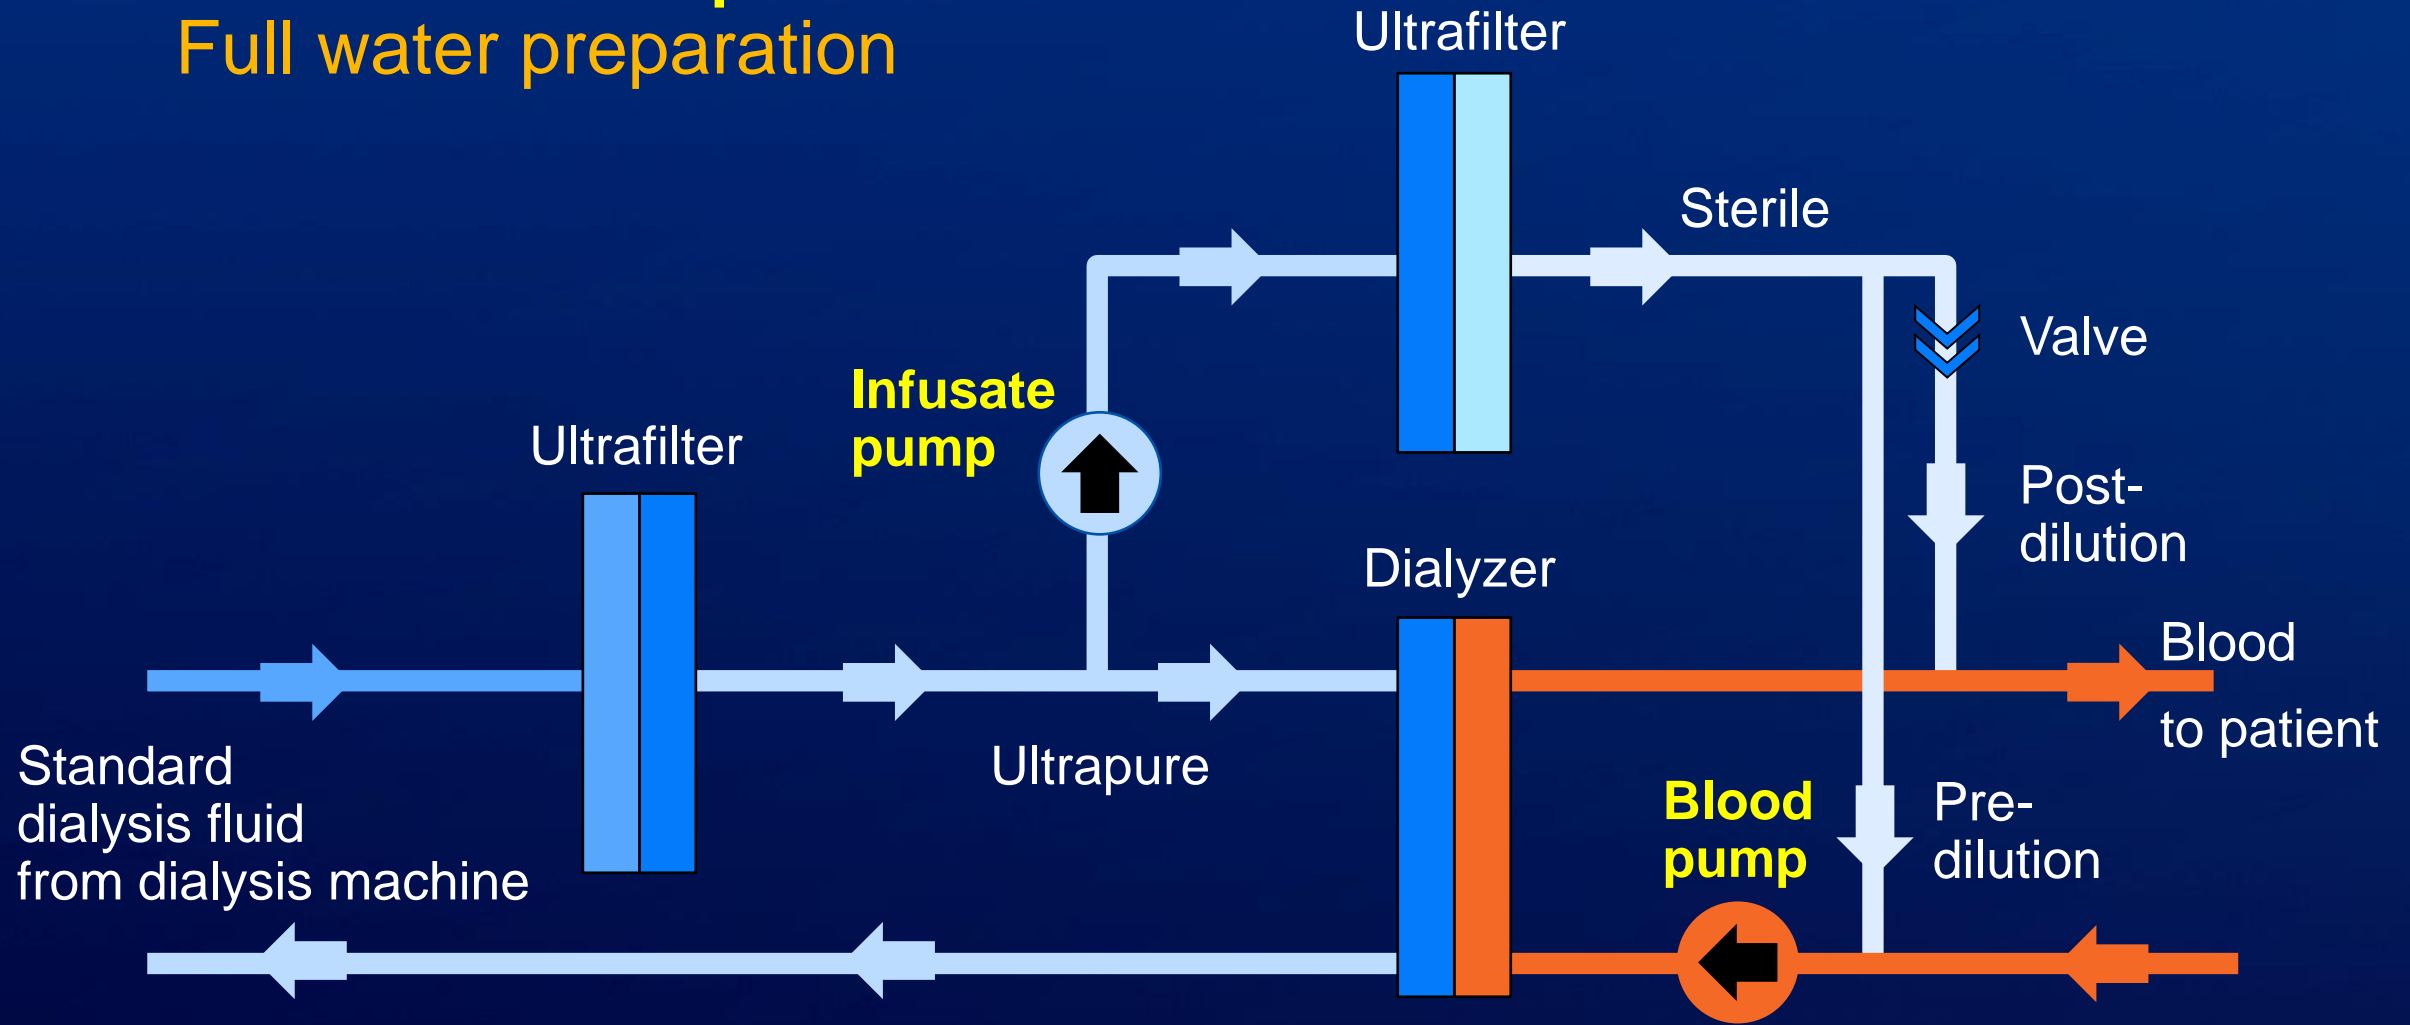 Full water preparation
Ultrafilter
Sterile
Valve
Infusate
pump
Ultrafilter
Post-
dilution
Dialyzer
Blood
to patient
Standard
dialysis fluid
from dialysis machine
Ultrapure
Blood
pump
Pre-
dilution